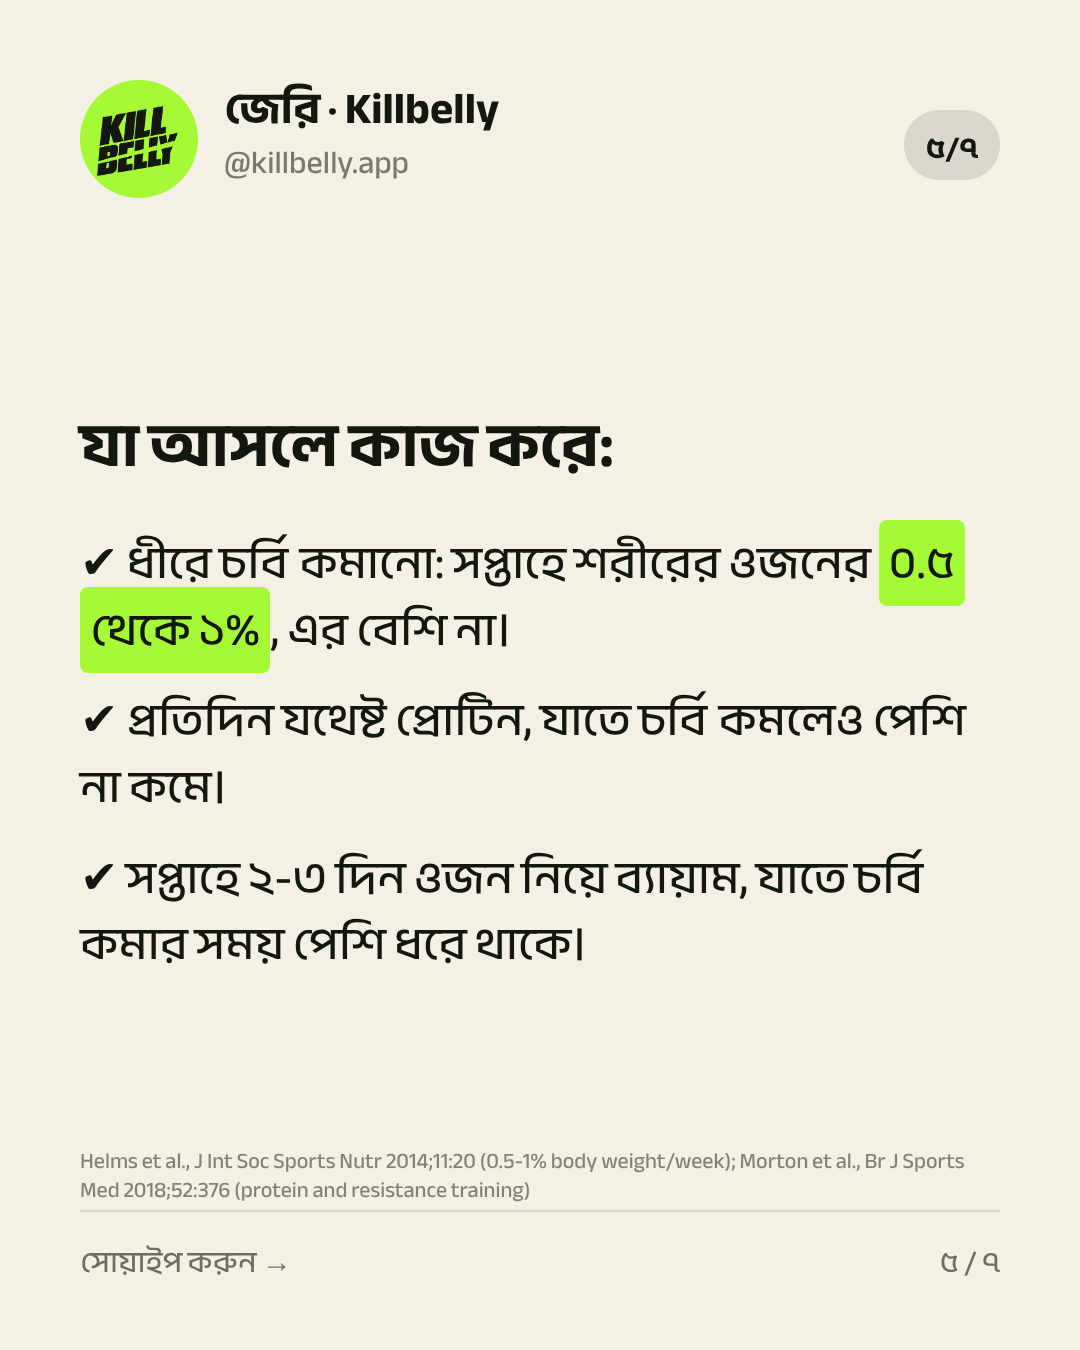 KILL
BELLY
জেরি · Killbelly
@killbelly.app
৫/৭
যা আসলে কাজ করে:
✔ ধীরে চর্বি কমানো: সপ্তাহে শরীরের ওজনের ০.৫
থেকে ১%, এর বেশি না।
✔ প্রতিদিন যথেষ্ট প্রোটিন, যাতে চর্বি কমলেও পেশি
না কমে।
✔ সপ্তাহে ২-৩ দিন ওজন নিয়ে ব্যায়াম, যাতে চর্বি
কমার সময় পেশি ধরে থাকে।
Helms et al., J Int Soc Sports Nutr 2014;11:20 (0.5-1% body weight/week); Morton et al., Br J Sports
Med 2018;52:376 (protein and resistance training)
সোয়াইপ করুন →
৫ / ৭